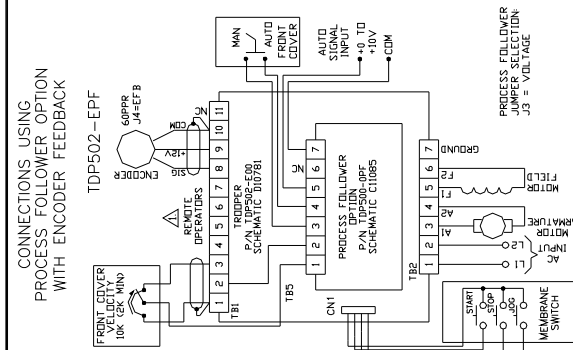 CONNECTIONS USING
PROCESS FOLLOWER OPTION
WITH ENCODER FEEDBACK
TDP502-EPF
60PPR
J4=EFB
ENCODER
SIG
+12V
COM
NC
FRONT COVER
VELOCITY
10K (2K MIN)
1
REMOTE
OPERATORS
1 2 3 4 5 6 7 8 9 10 11
TB1
TROOPER
P/N TDP502-E00
SCHEMATIC D10781
MAN
AUTO
FRONT
COVER
AUTO
SIGNAL
INPUT
+0 TO
+10V
COM
TB5
1 2 3 4 5 6 7
NC
PROCESS FOLLOWER
OPTION
P/N TDP500-0PF
SCHEMATIC C11085
CN1
TB2
1 2 3 4 5 6 7
L1
L2
AC
INPUT
A1
A2
MOTOR
ARMATURE
F1
F2
MOTOR
FIELD
GROUND
START
STOP
JOG
MEMBRANE
SWITCH
PROCESS FOLLOWER
JUMPER SELECTION:
J3 = VOLTAGE